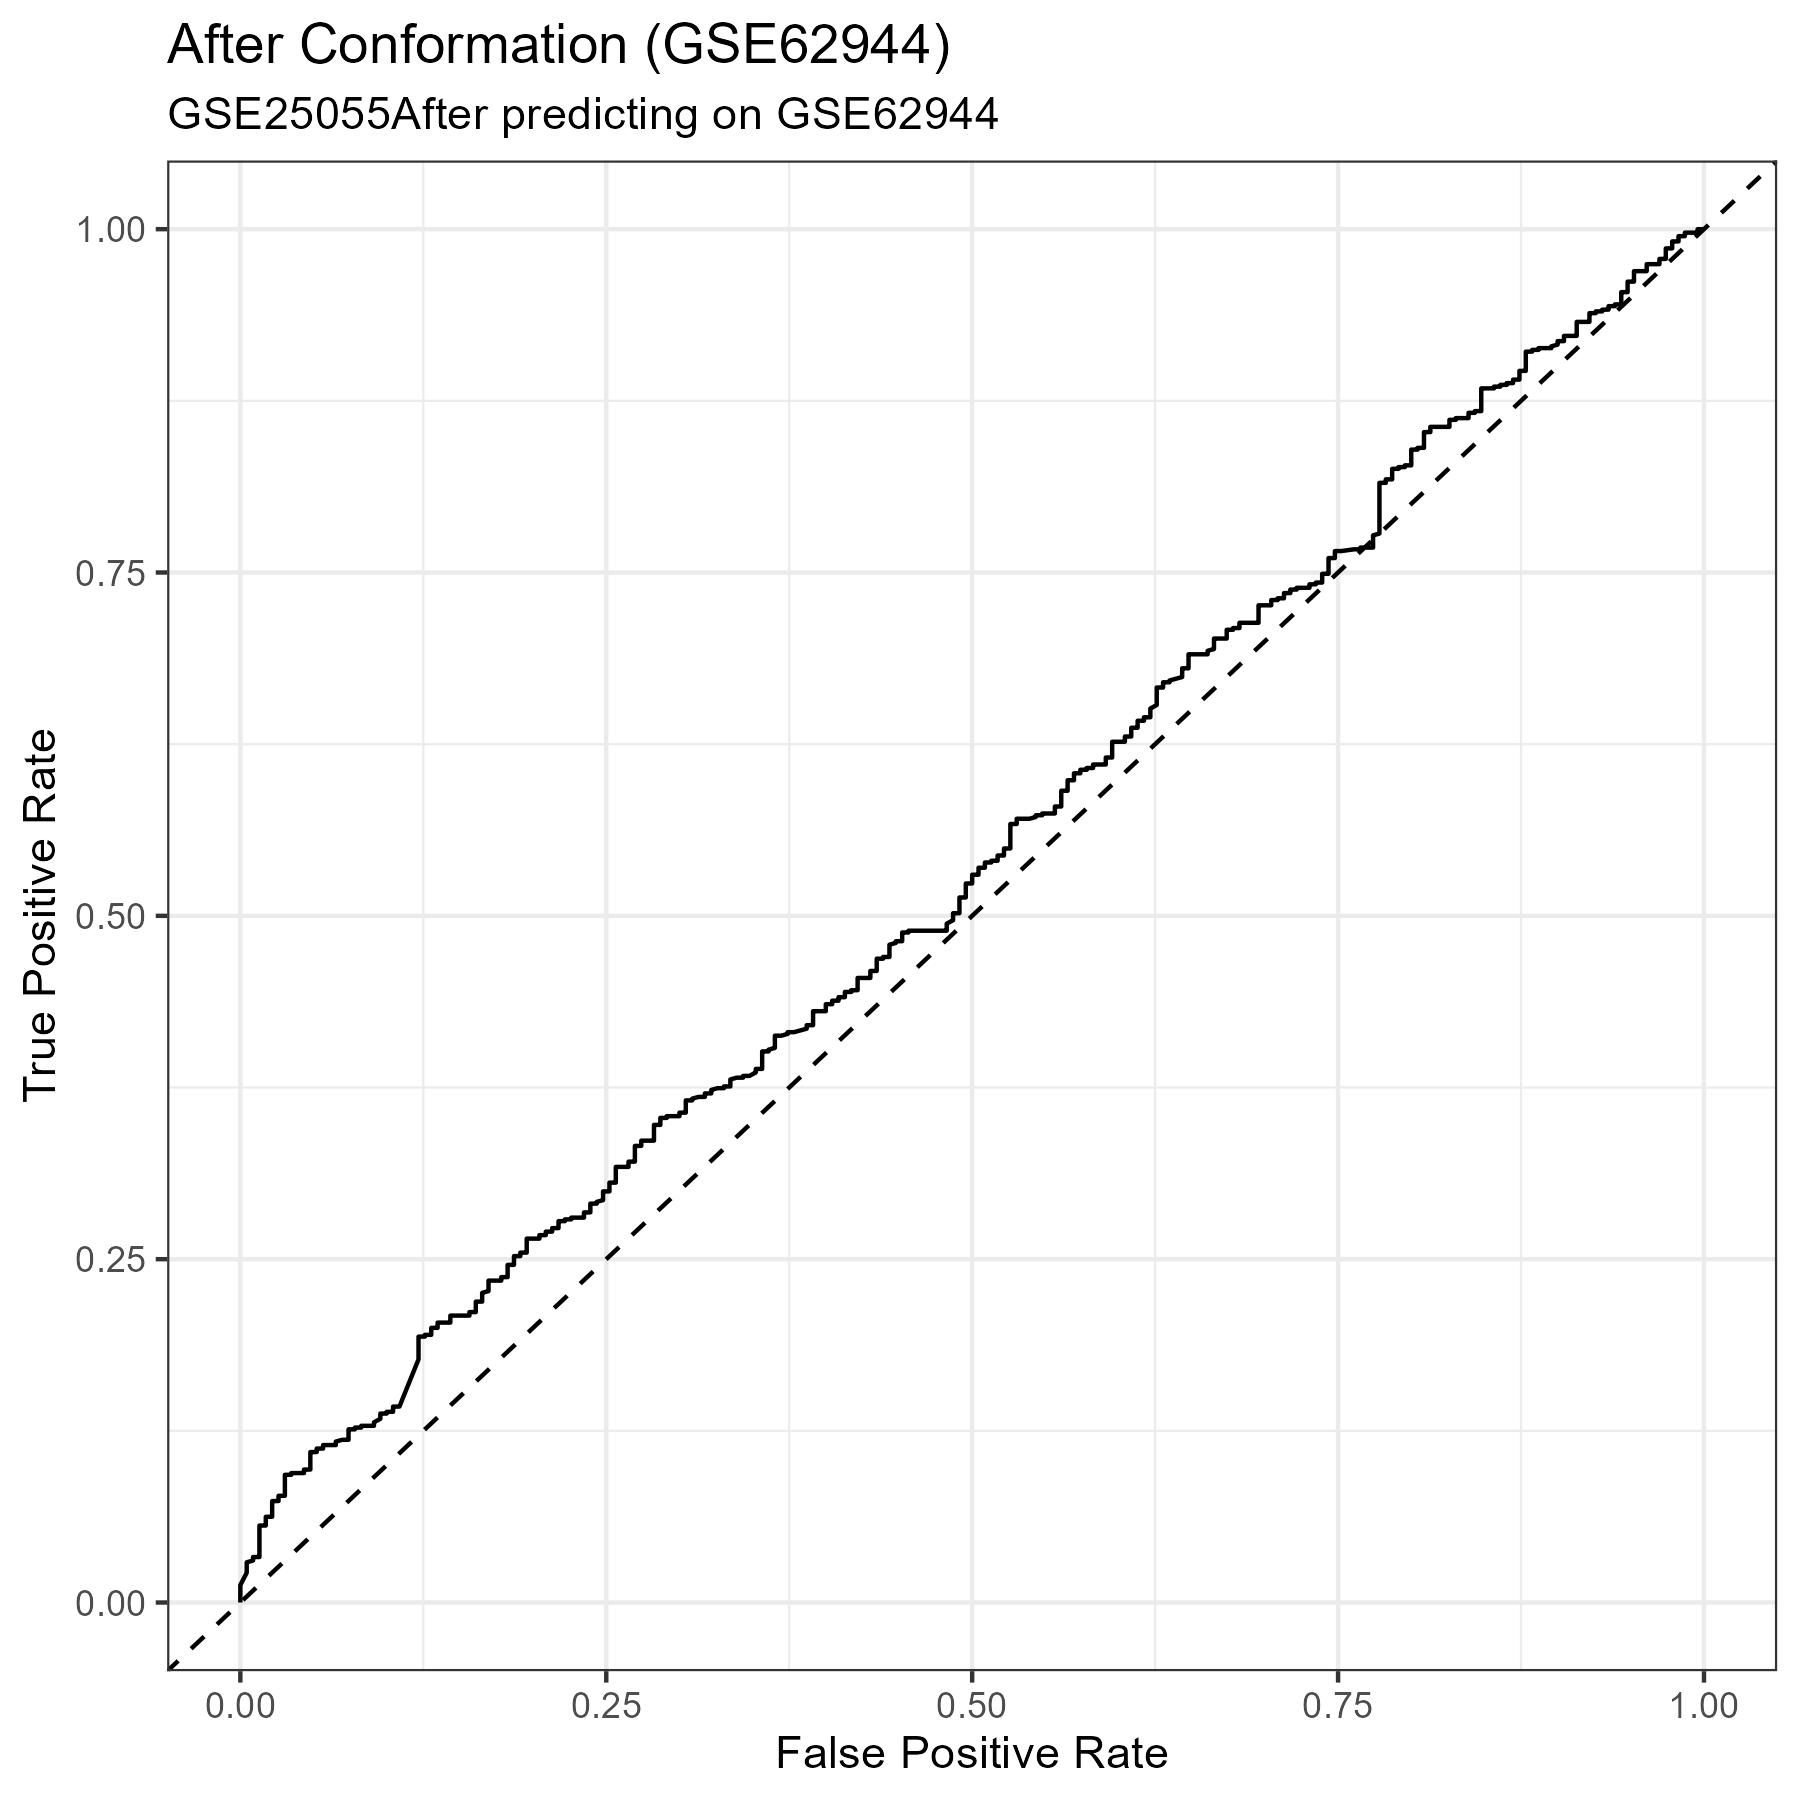 After Conformation (GSE62944)
GSE25055After predicting on GSE62944
True Positive Rate
1.00
0.75
0.50
0.25
0.00
0.00 0.25 0.50 0.75 1.00
False Positive Rate